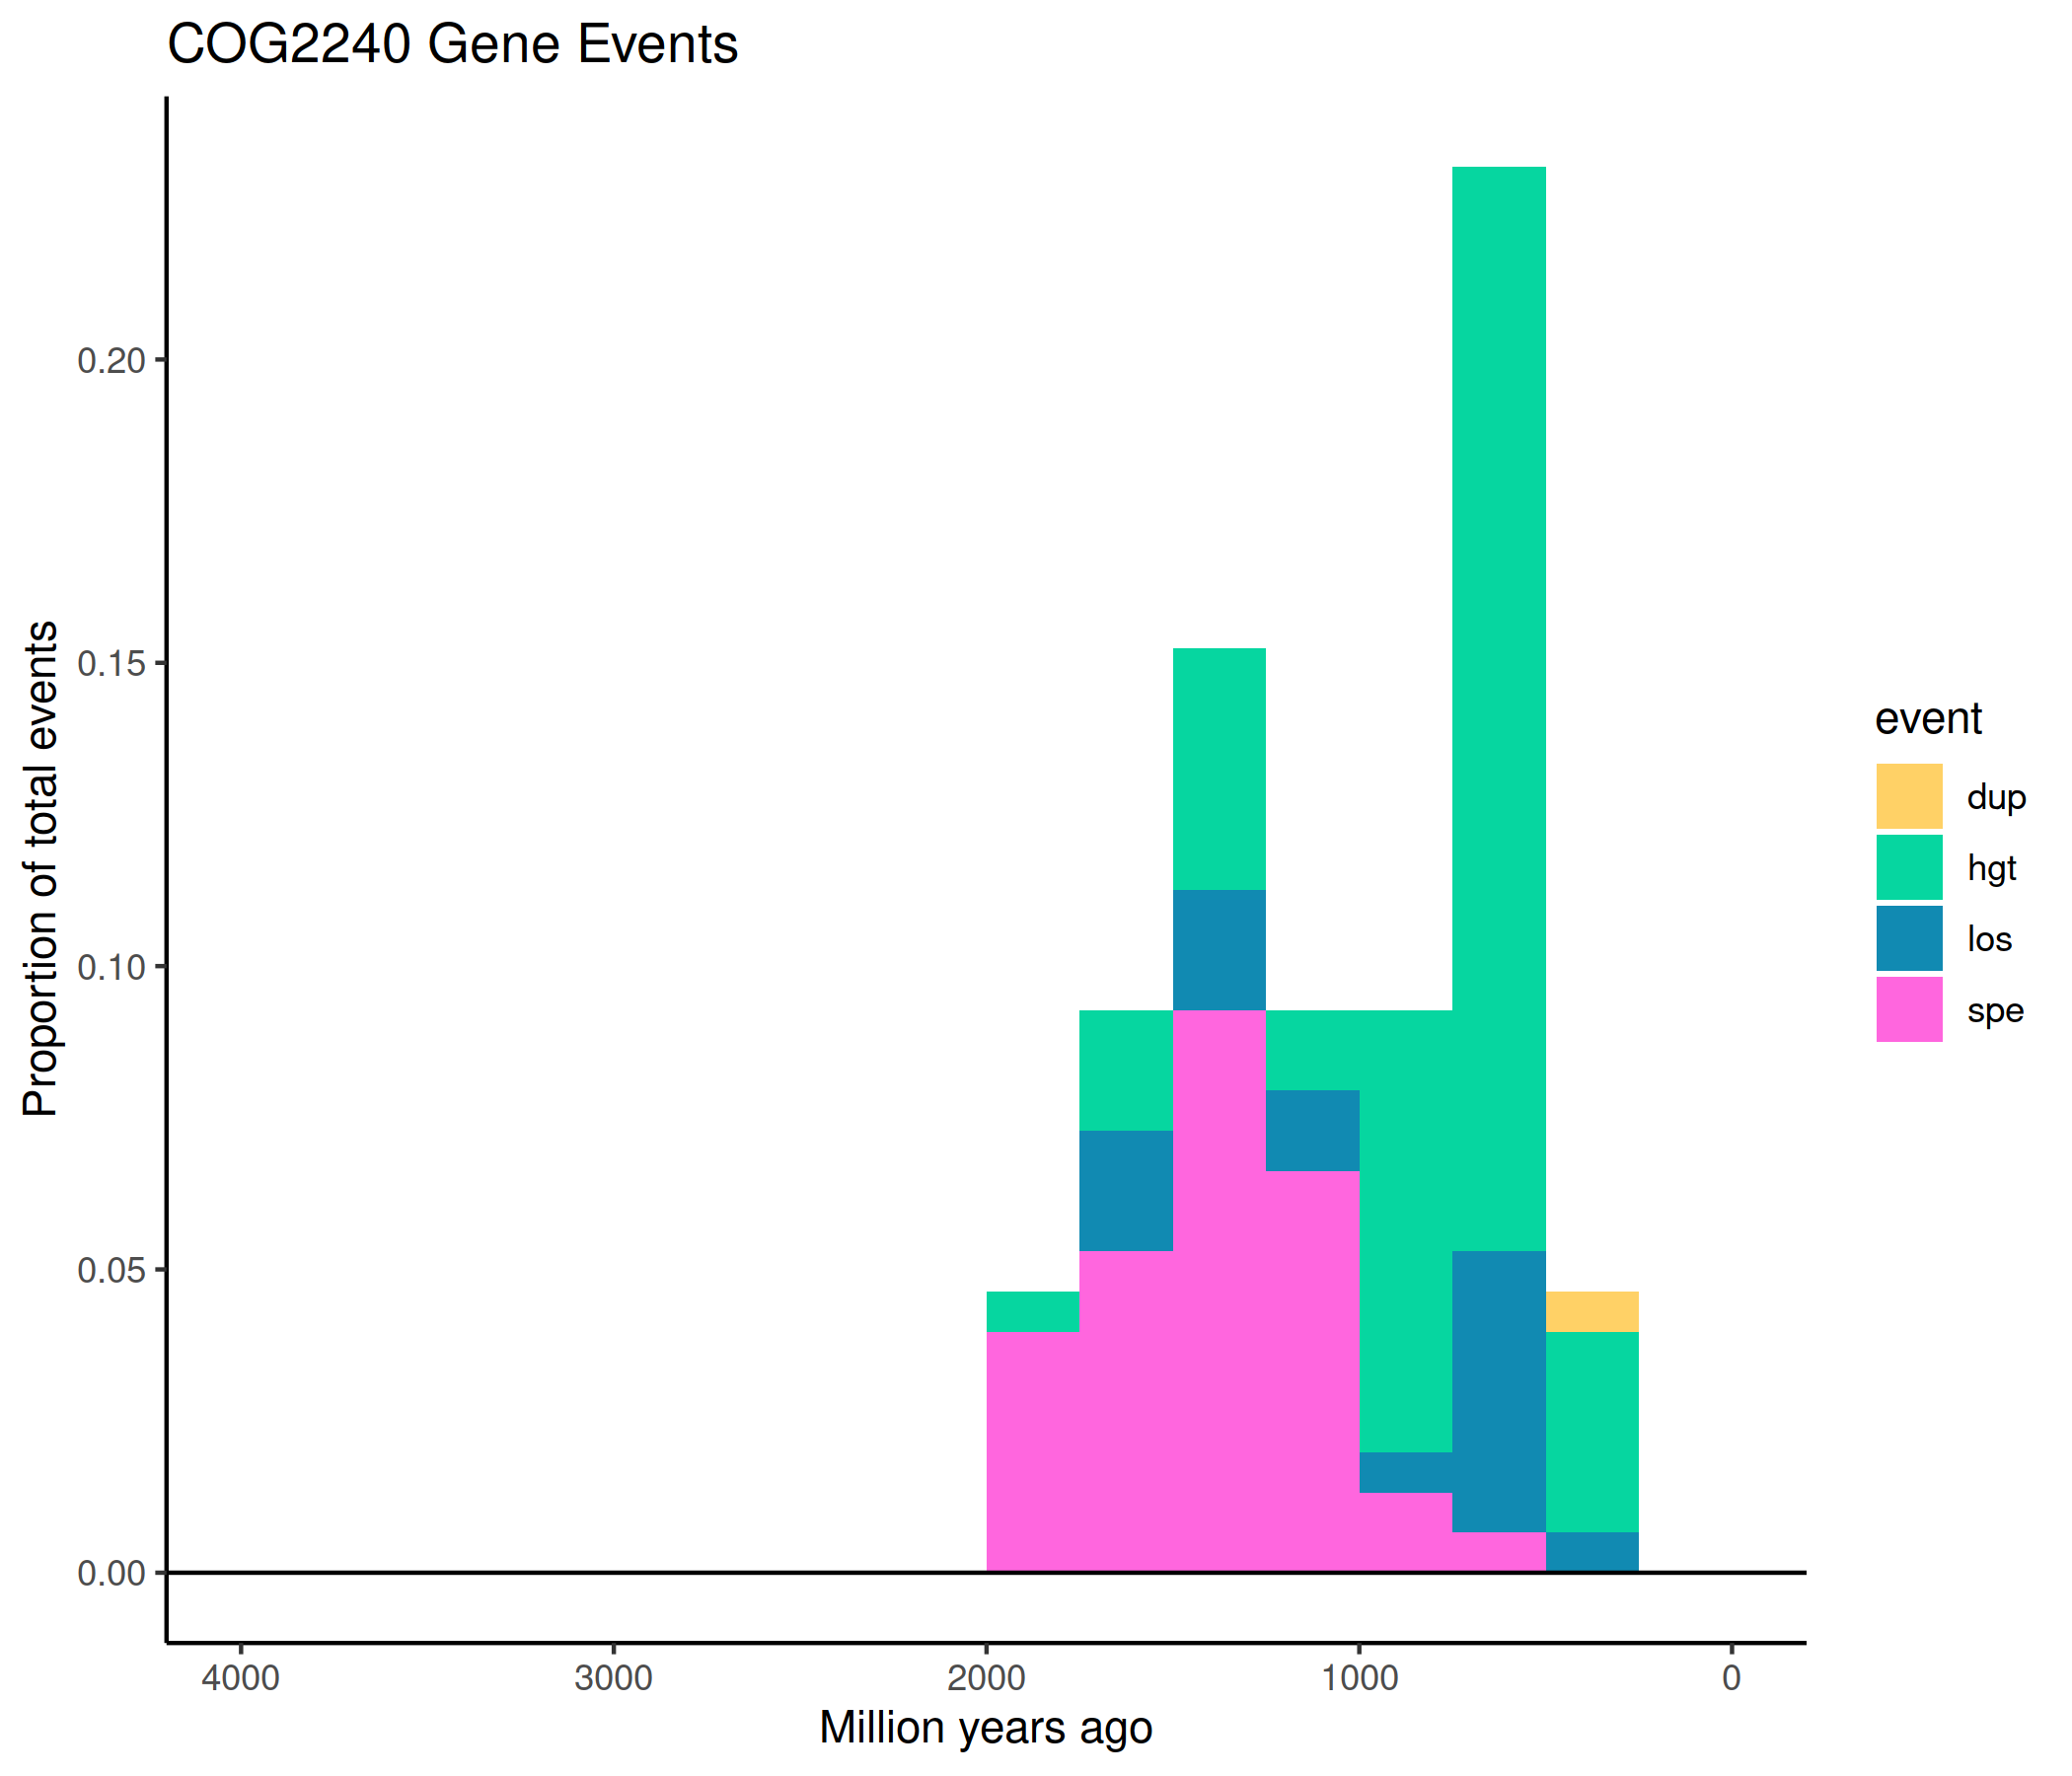 COG2240 Gene Events
Proportion of total events
0.20
0.15
0.10
0.05
0.00
4000 3000 2000 1000 0
Million years ago
event
dup
hgt
los
spe